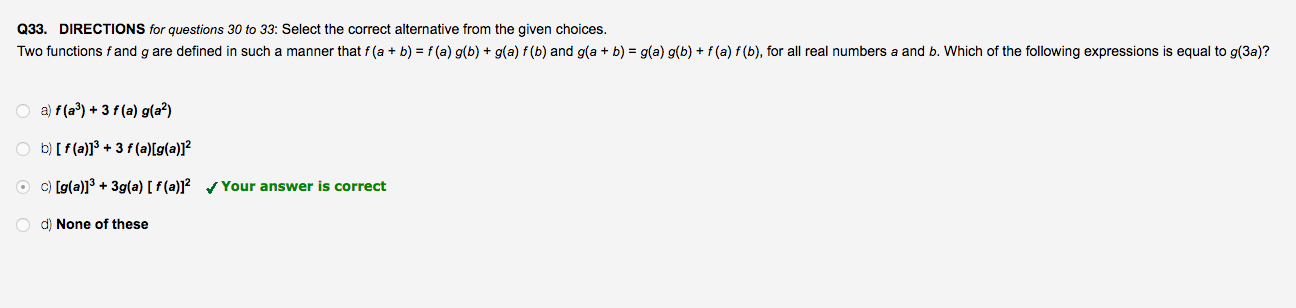 Q33. DIRECTIONS for questions 30 to 33: Select the correct alternative from the given choices.
Two functions f and g are defined in such a manner that f (a + b) = f (a) g(b) + g(a) f (b) and g(a + b) = g(a) g(b) + f (a) f (b), for all real numbers a and b. Which of the following expressions is equal to g(3a)?
a) f (a³) + 3 f (a) g(a²)
b) [ f (a)]³ + 3 f (a)[g(a)]²
c) [g(a)]³ + 3g(a) [ f (a)]² ✓ Your answer is correct
d) None of these